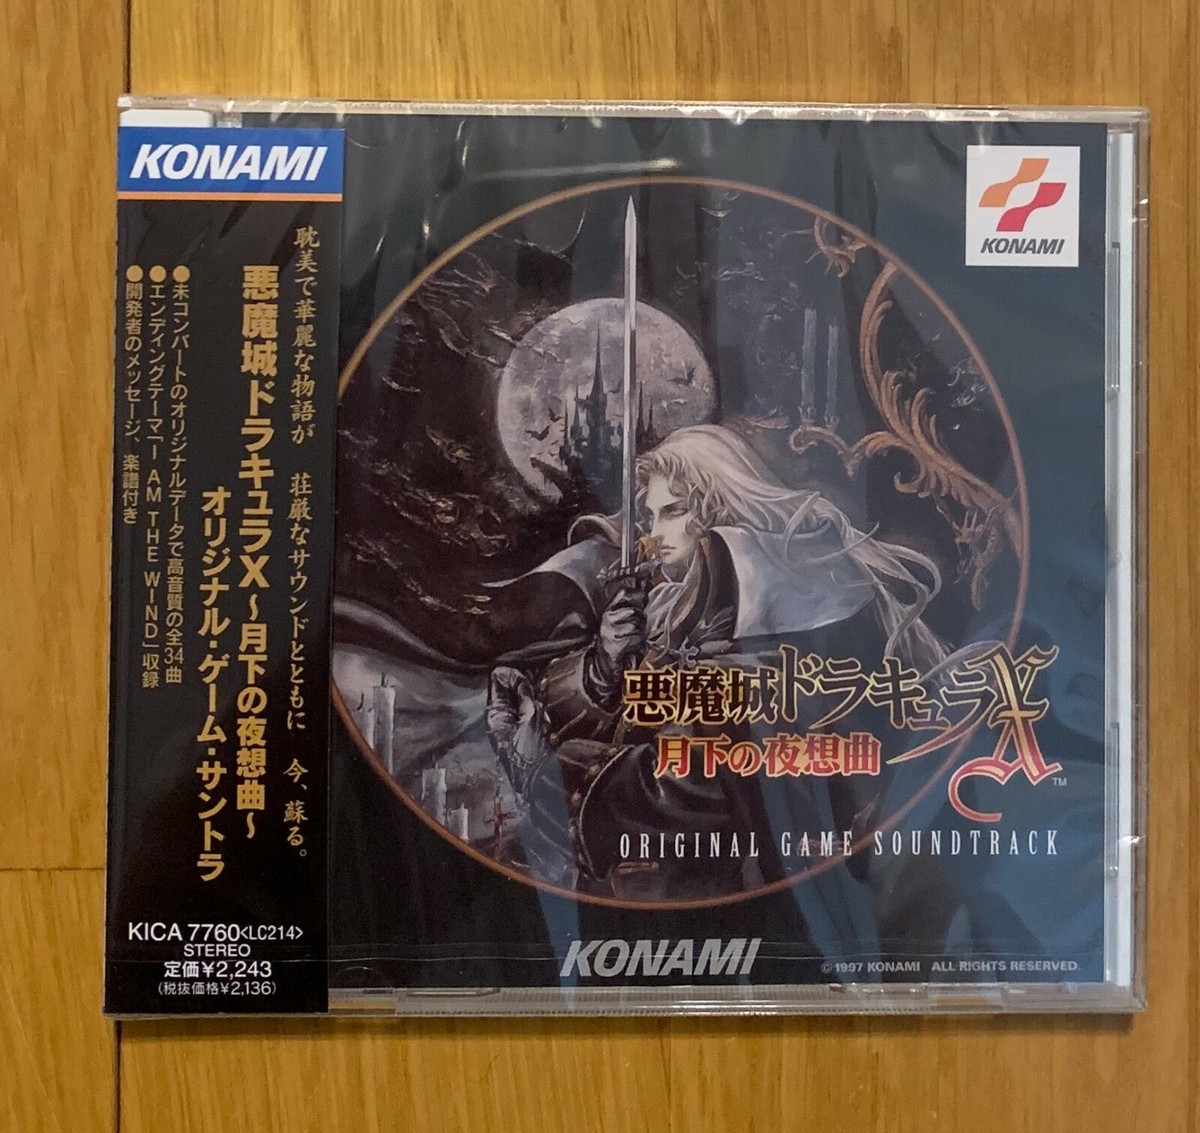 KONAMI
耽美で華麗な物語が 荘厳なサウンドとともに 今、蘇る。
悪魔城ドラキュラX～月下の夜想曲～
オリジナル・ゲーム・サントラ
●未コンバートのオリジナルデータで高音質の全34曲
●エンディングテーマ「I AM THE WIND」収録
●開発者のメッセージ、楽譜付き
KICA 7760<LC214>
STEREO
定価¥2,243
(税抜価格¥2,136)
KONAMI
悪魔城ドラキュラX
TM
月下の夜想曲
ORIGINAL GAME SOUNDTRACK
KONAMI
©1997 KONAMI ALL RIGHTS RESERVED.